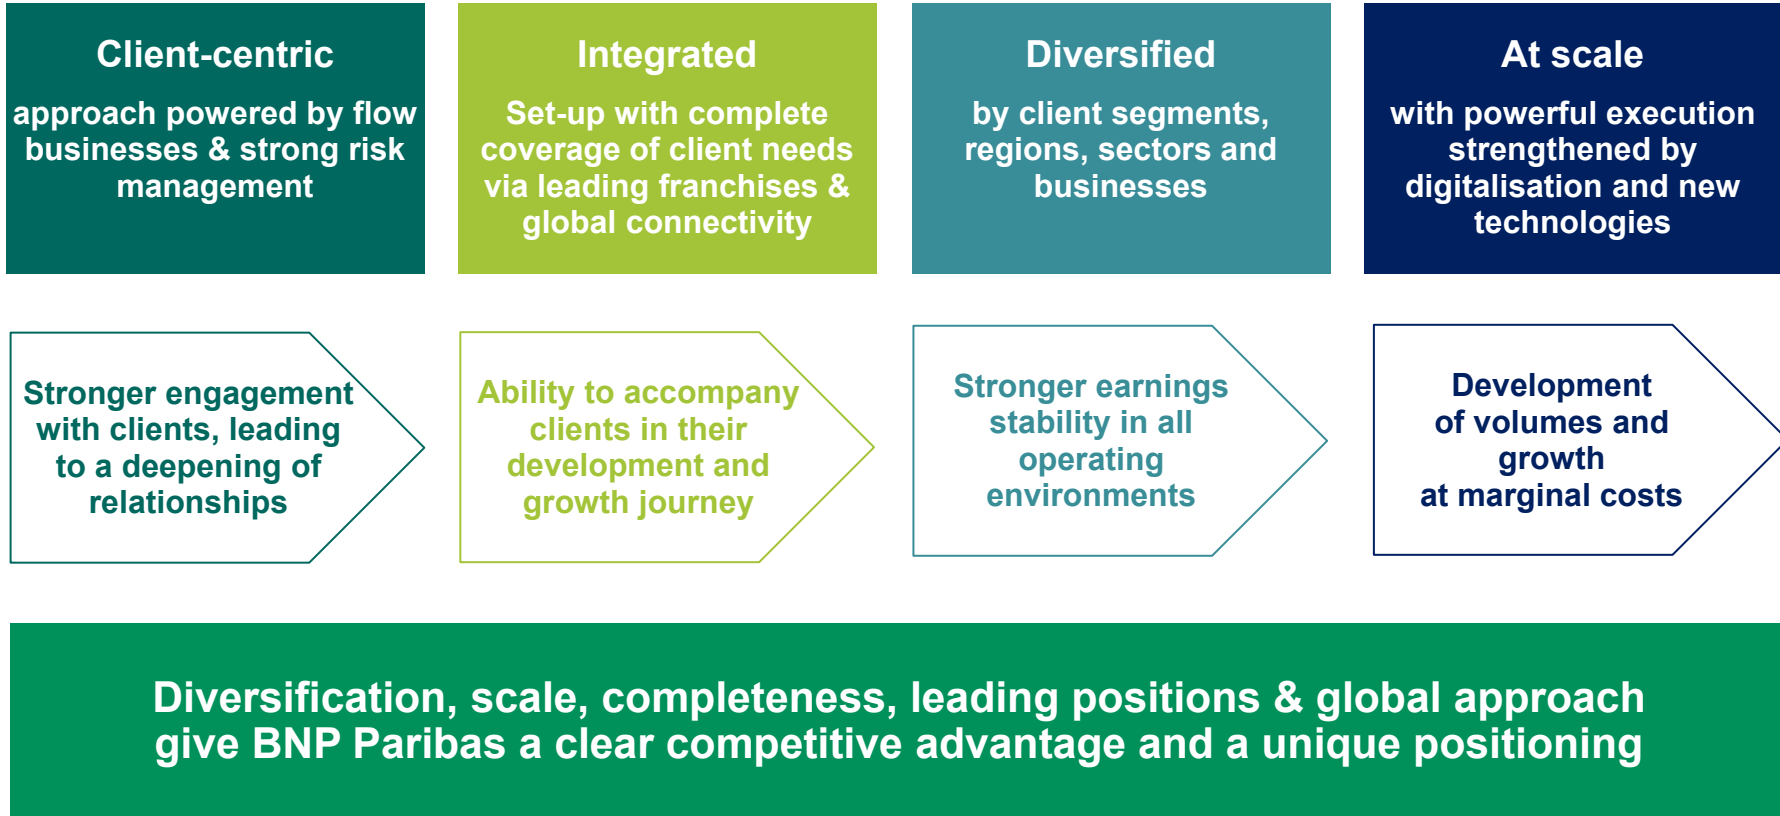 Client-centric
approach powered by flow
businesses & strong risk
management
Integrated
Set-up with complete
coverage of client needs
via leading franchises &
global connectivity
Diversified
by client segments,
regions, sectors and
businesses
At scale
with powerful execution
strengthened by
digitalisation and new
technologies
Stronger engagement
with clients, leading
to a deepening of
relationships
Ability to accompany
clients in their
development and
growth journey
Stronger earnings
stability in all
operating
environments
Development
of volumes and
growth
at marginal costs
Diversification, scale, completeness, leading positions & global approach
give BNP Paribas a clear competitive advantage and a unique positioning